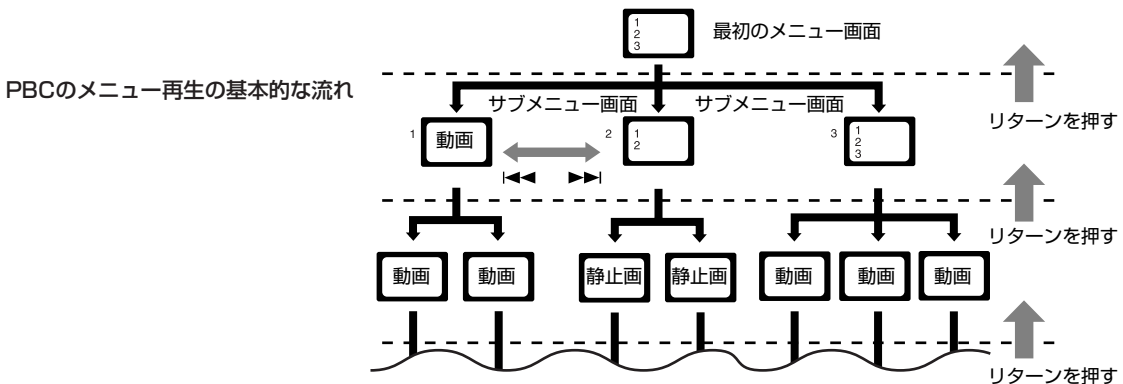 1
2
3
最初のメニュー画面
PBCのメニュー再生の基本的な流れ
サブメニュー画面
サブメニュー画面
リターンを押す
1
動画
2
1
2
3
1
2
3
リターンを押す
動画
動画
静止画
静止画
動画
動画
動画
リターンを押す